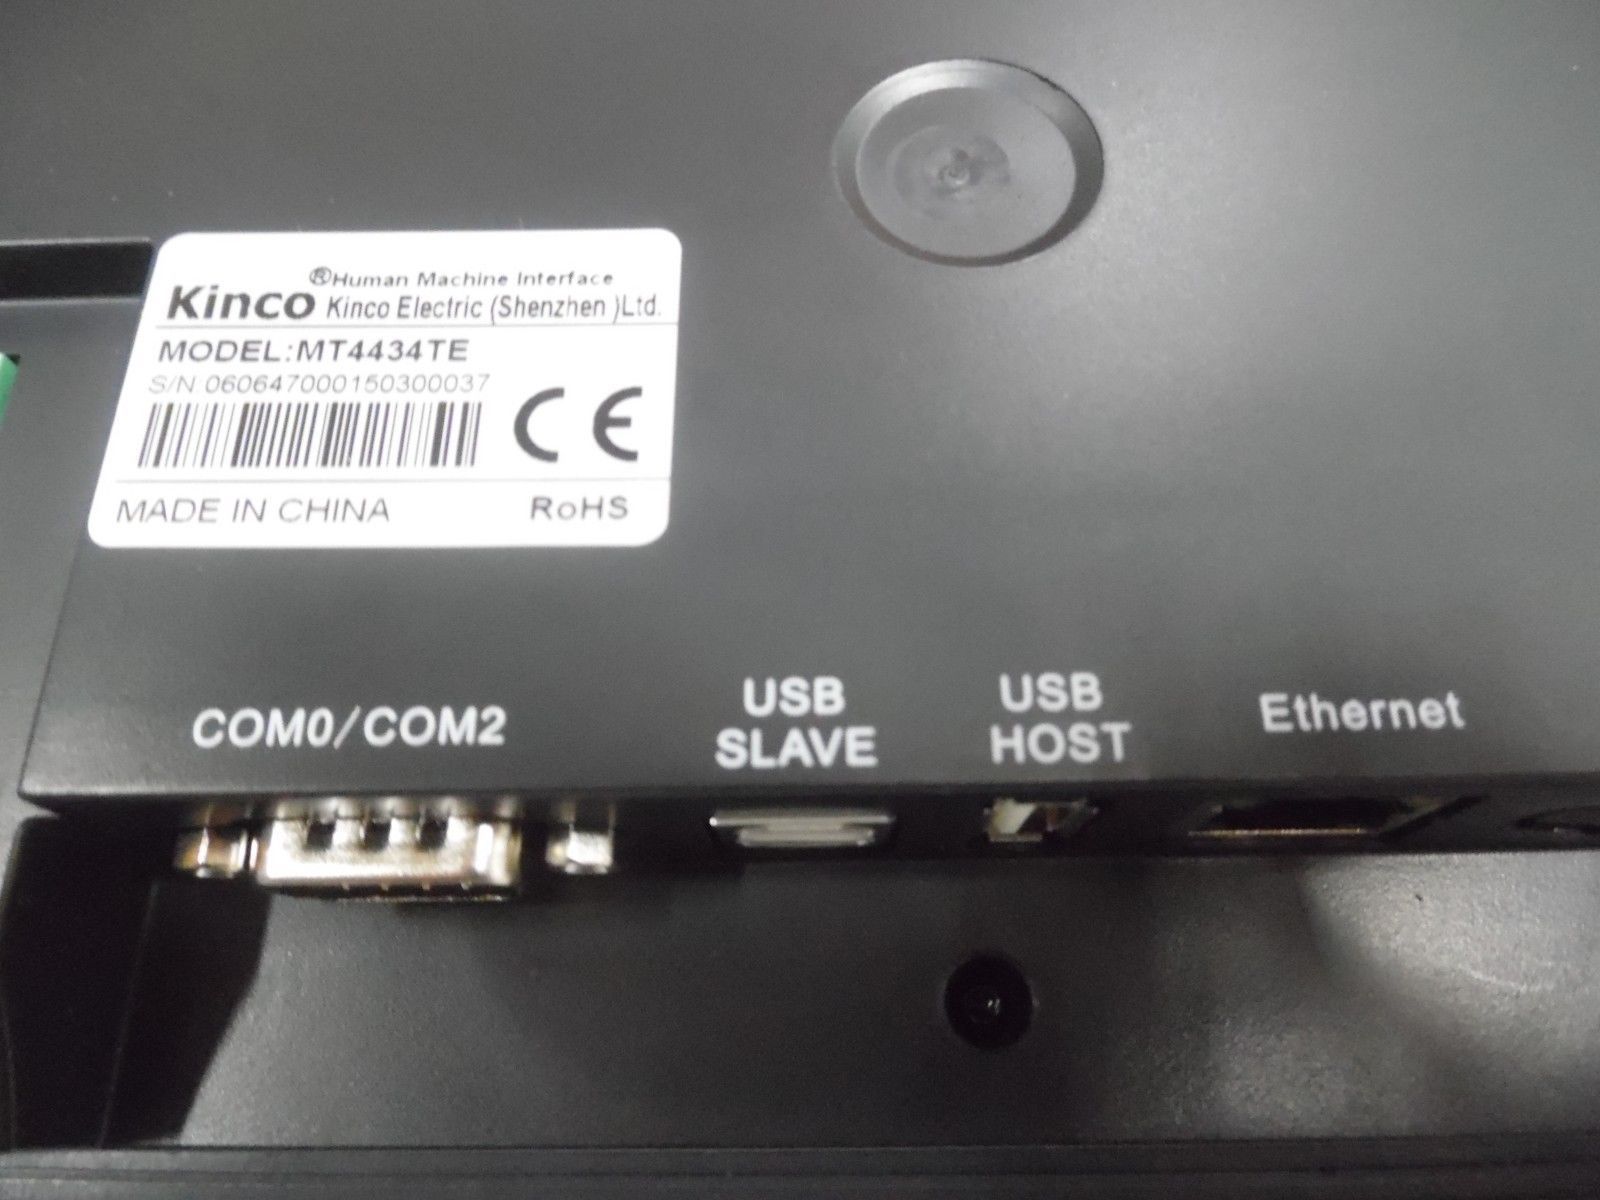 ®Human Machine Interface
Kinco Kinco Electric (Shenzhen )Ltd.
MODEL:MT4434TE
S/N:060647000150300037
CE
MADE IN CHINA RoHS
COM0/COM2
USB
SLAVE
USB
HOST
Ethernet